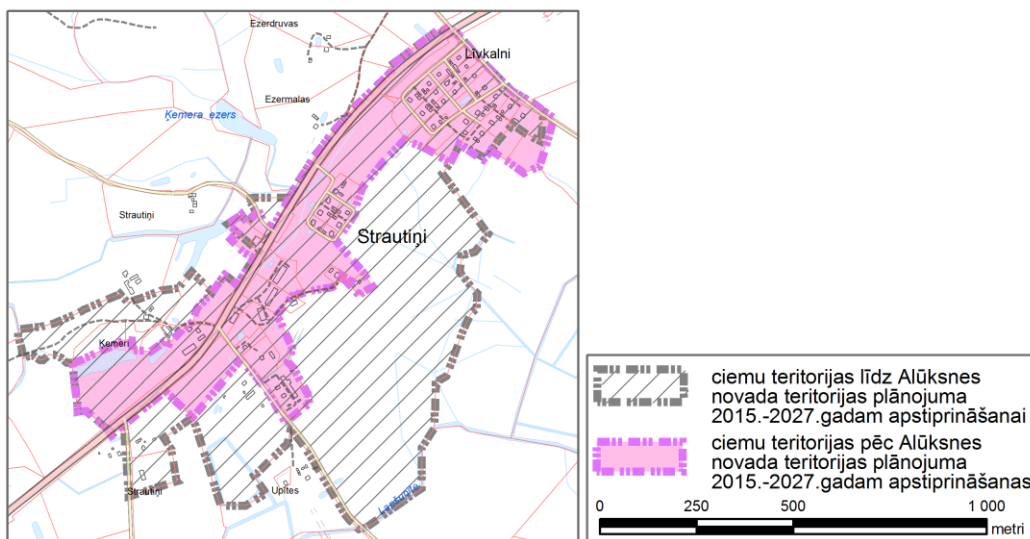 Ezerdruvas
Līvkalni
Ezermalas
Ķemera ezers
Strautiņi
Strautiņi
Ķemeri
Strautiņi
Upītes
ciemu teritorijas līdz Alūksnes
novada teritorijas plānojuma
2015.-2027.gadam apstiprināšanai
ciemu teritorijas pēc Alūksnes
novada teritorijas plānojuma
2015.-2027.gadam apstiprināšanas
0 250 500 1 000
metri